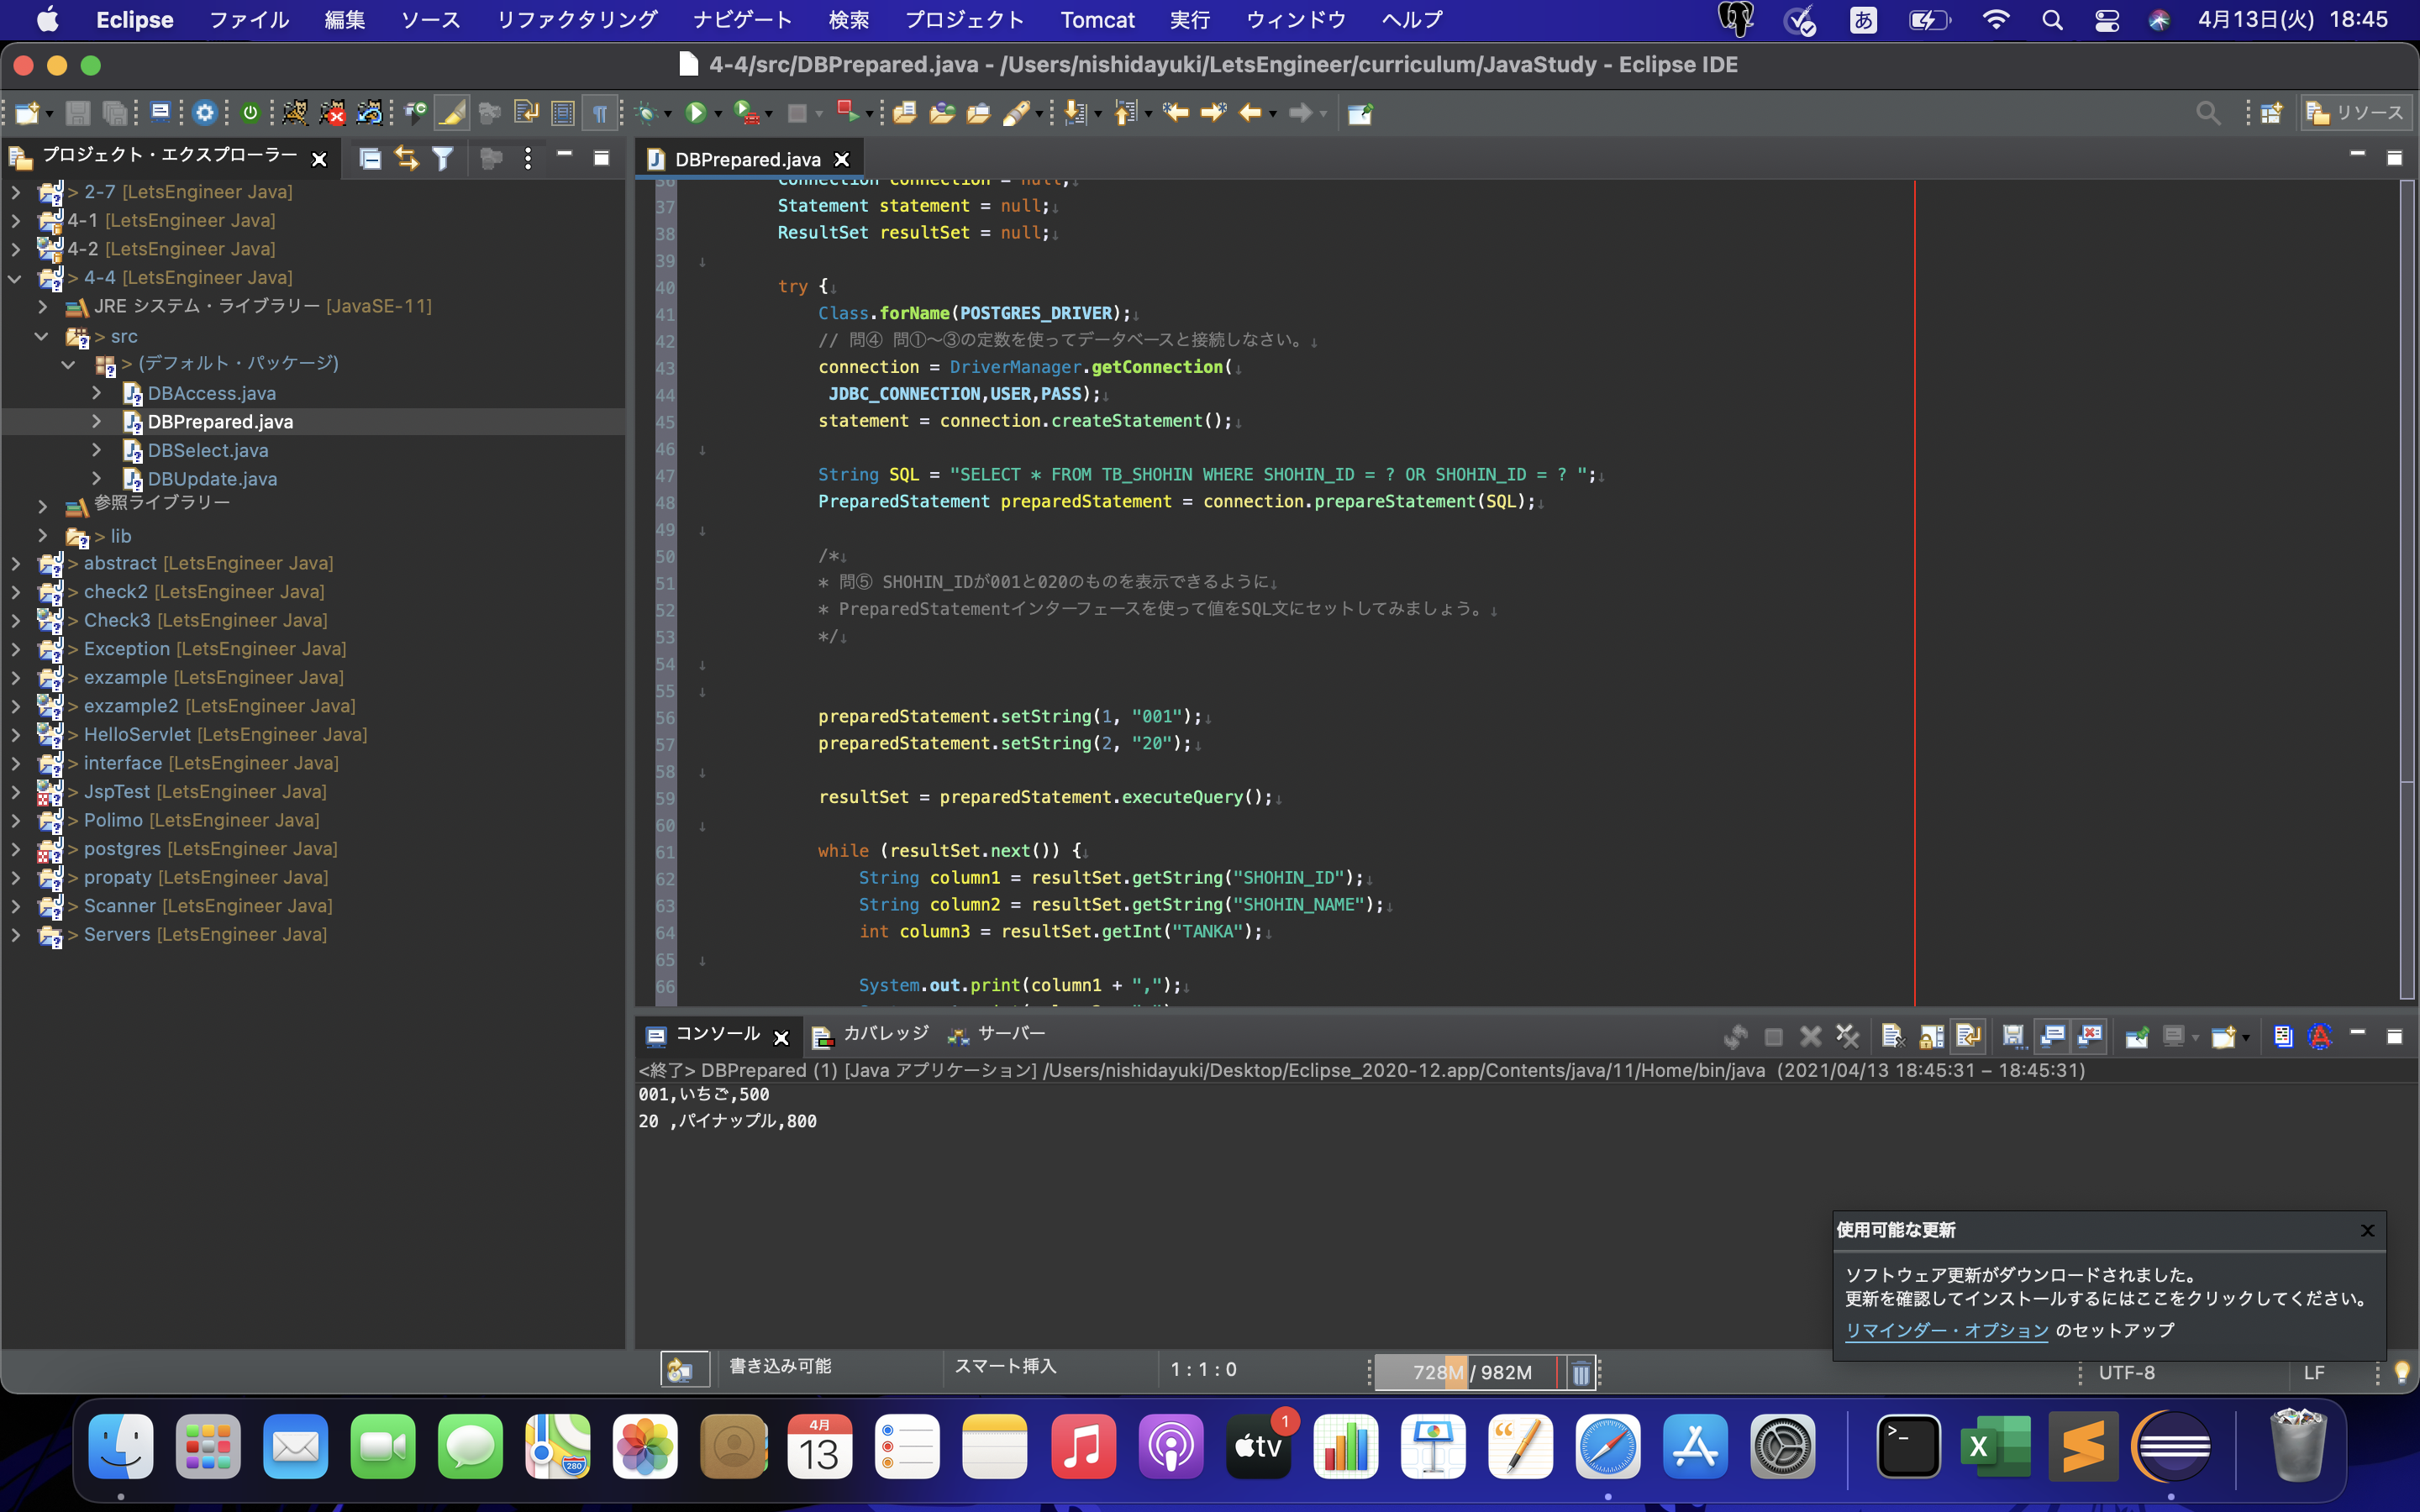 Eclipse ファイル 編集 ソース リファクタリング ナビゲート 検索 プロジェクト Tomcat 実行 ウィンドウ ヘルプ あ 4月13日(火) 18:45
4-4/src/DBPrepared.java - /Users/nishidayuki/LetsEngineer/curriculum/JavaStudy - Eclipse IDE
リソース
プロジェクト・エクスプローラー
> 2-7 [LetsEngineer Java]
4-1 [LetsEngineer Java]
4-2 [LetsEngineer Java]
> 4-4 [LetsEngineer Java]
JRE システム・ライブラリー [JavaSE-11]
> src
> (デフォルト・パッケージ)
DBAccess.java
DBPrepared.java
DBSelect.java
DBUpdate.java
参照ライブラリー
> lib
> abstract [LetsEngineer Java]
> check2 [LetsEngineer Java]
> Check3 [LetsEngineer Java]
> Exception [LetsEngineer Java]
> exzample [LetsEngineer Java]
> exzample2 [LetsEngineer Java]
> HelloServlet [LetsEngineer Java]
> interface [LetsEngineer Java]
> JspTest [LetsEngineer Java]
> Polimo [LetsEngineer Java]
> postgres [LetsEngineer Java]
> propaty [LetsEngineer Java]
> Scanner [LetsEngineer Java]
> Servers [LetsEngineer Java]
DBPrepared.java
36 Connection connection = null;↓
37 Statement statement = null;↓
38 ResultSet resultSet = null;↓
39 ↓
40 try {↓
41 Class.forName(POSTGRES_DRIVER);↓
42 // 問④ 問①～③の定数を使ってデータベースと接続しなさい。↓
43 connection = DriverManager.getConnection(↓
44 JDBC_CONNECTION,USER,PASS);↓
45 statement = connection.createStatement();↓
46 ↓
47 String SQL = "SELECT * FROM TB_SHOHIN WHERE SHOHIN_ID = ? OR SHOHIN_ID = ? ";↓
48 PreparedStatement preparedStatement = connection.prepareStatement(SQL);↓
49 ↓
50 /*↓
51 * 問⑤ SHOHIN_IDが001と020のものを表示できるように↓
52 * PreparedStatementインターフェースを使って値をSQL文にセットしてみましょう。↓
53 */↓
54 ↓
55 ↓
56 preparedStatement.setString(1, "001");↓
57 preparedStatement.setString(2, "20");↓
58 ↓
59 resultSet = preparedStatement.executeQuery();↓
60 ↓
61 while (resultSet.next()) {↓
62 String column1 = resultSet.getString("SHOHIN_ID");↓
63 String column2 = resultSet.getString("SHOHIN_NAME");↓
64 int column3 = resultSet.getInt("TANKA");↓
65 ↓
66 System.out.print(column1 + ",");↓
コンソール カバレッジ サーバー
<終了> DBPrepared (1) [Java アプリケーション] /Users/nishidayuki/Desktop/Eclipse_2020-12.app/Contents/java/11/Home/bin/java (2021/04/13 18:45:31 – 18:45:31)
001,いちご,500
20 ,パイナップル,800
使用可能な更新
ソフトウェア更新がダウンロードされました。
更新を確認してインストールするにはここをクリックしてください。
リマインダー・オプション のセットアップ
書き込み可能 スマート挿入 1 : 1 : 0 728M / 982M UTF-8 LF
4月
13
280
tv
1
>_
X